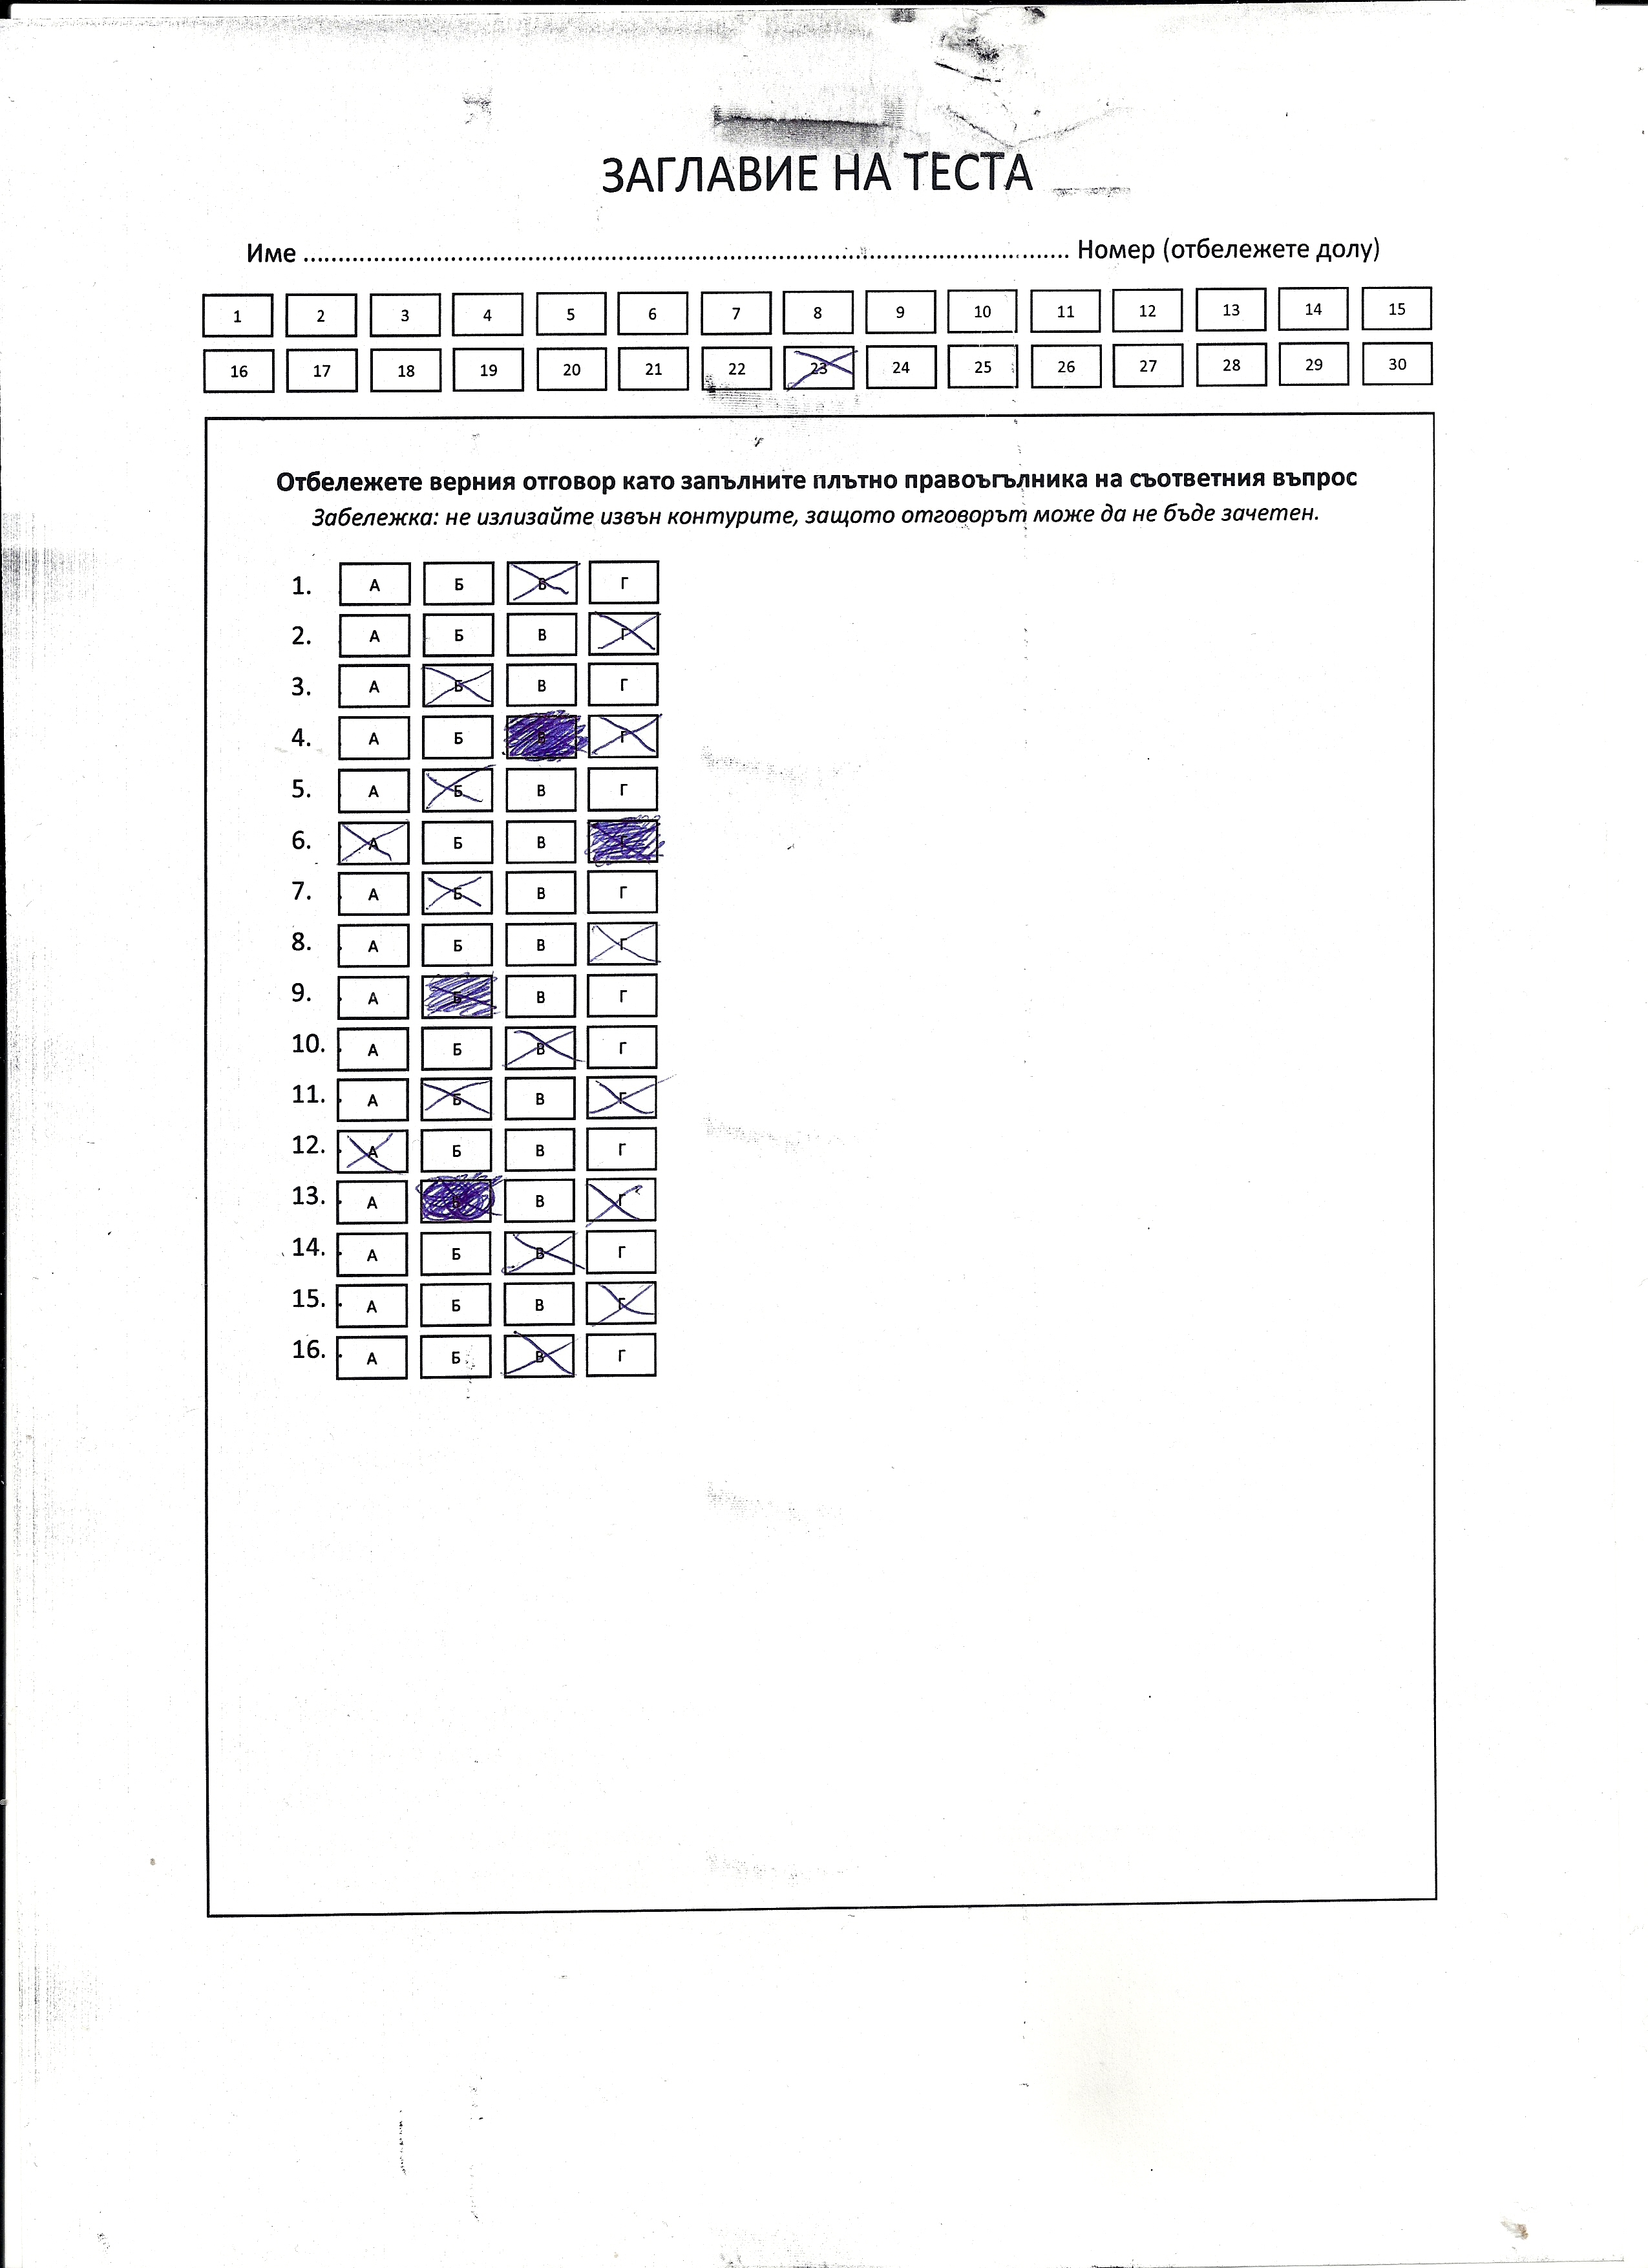 ЗАГЛАВИЕ НА ТЕСТА
Име ........................................................................................................... Номер (отбележете долу)
1 2 3 4 5 6 7 8 9 10 11 12 13 14 15
16 17 18 19 20 21 22 23 24 25 26 27 28 29 30
Отбележете верния отговор като запълните плътно правоъгълника на съответния въпрос
Забележка: не излизайте извън контурите, защото отговорът може да не бъде зачетен.
1. А Б В Г
2. А Б В Г
3. А Б В Г
4. А Б В Г
5. А Б В Г
6. А Б В Г
7. А Б В Г
8. А Б В Г
9. А Б В Г
10. А Б В Г
11. А Б В Г
12. А Б В Г
13. А Б В Г
14. А Б В Г
15. А Б В Г
16. А Б В Г